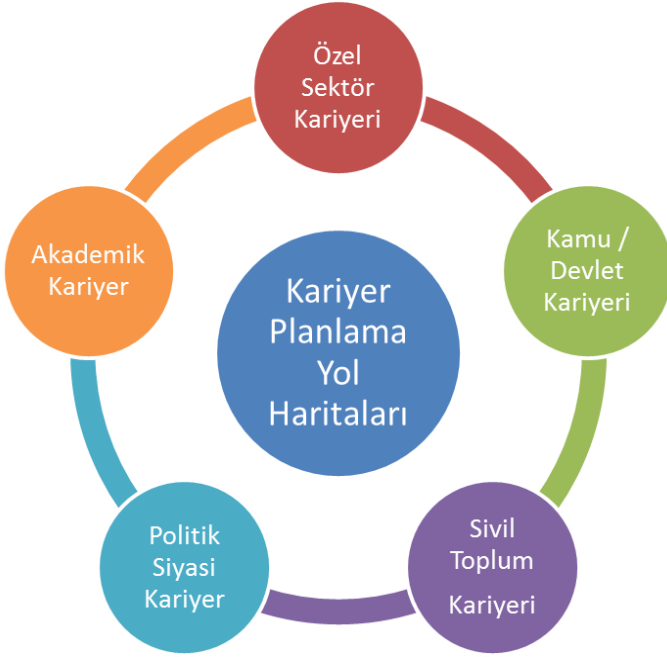 Özel
Sektör
Kariyeri
Kamu /
Devlet
Kariyeri
Sivil
Toplum
Kariyeri
Politik
Siyasi
Kariyer
Akademik
Kariyer
Kariyer
Planlama
Yol
Haritaları